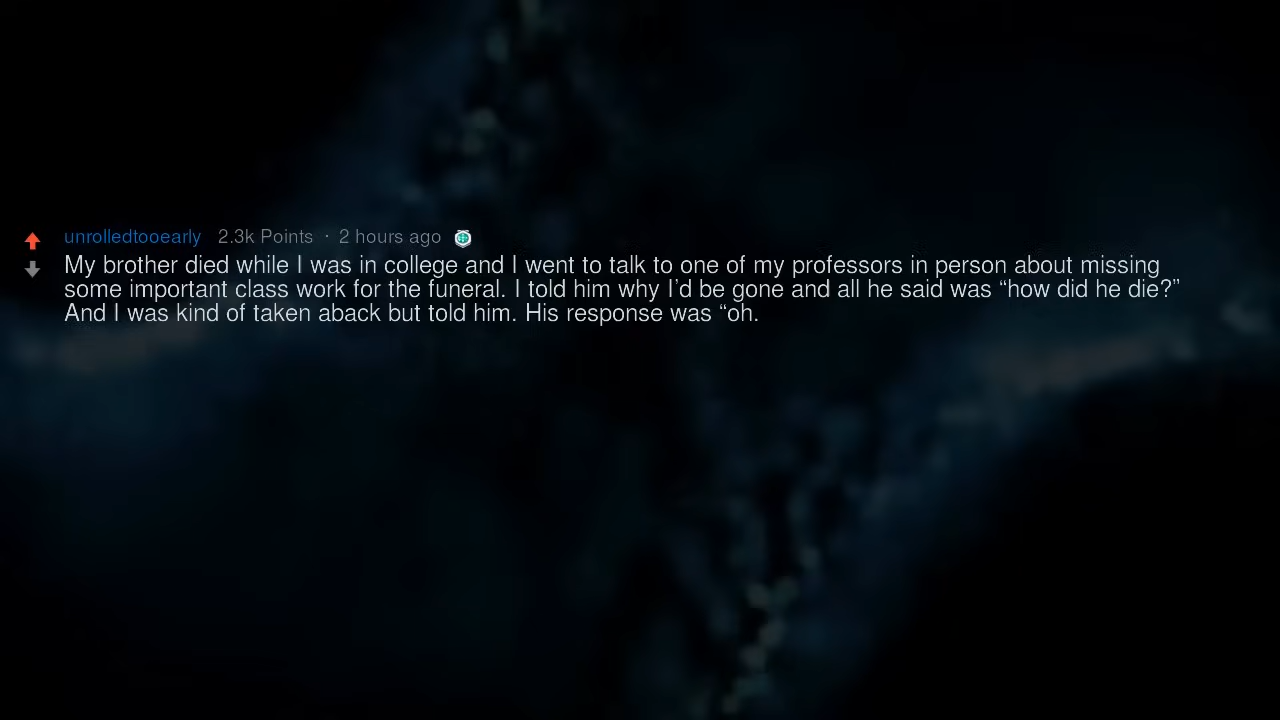 unrolledtooearly 2.3k Points · 2 hours ago
My brother died while I was in college and I went to talk to one of my professors in person about missing
some important class work for the funeral. I told him why I’d be gone and all he said was “how did he die?”
And I was kind of taken aback but told him. His response was “oh.